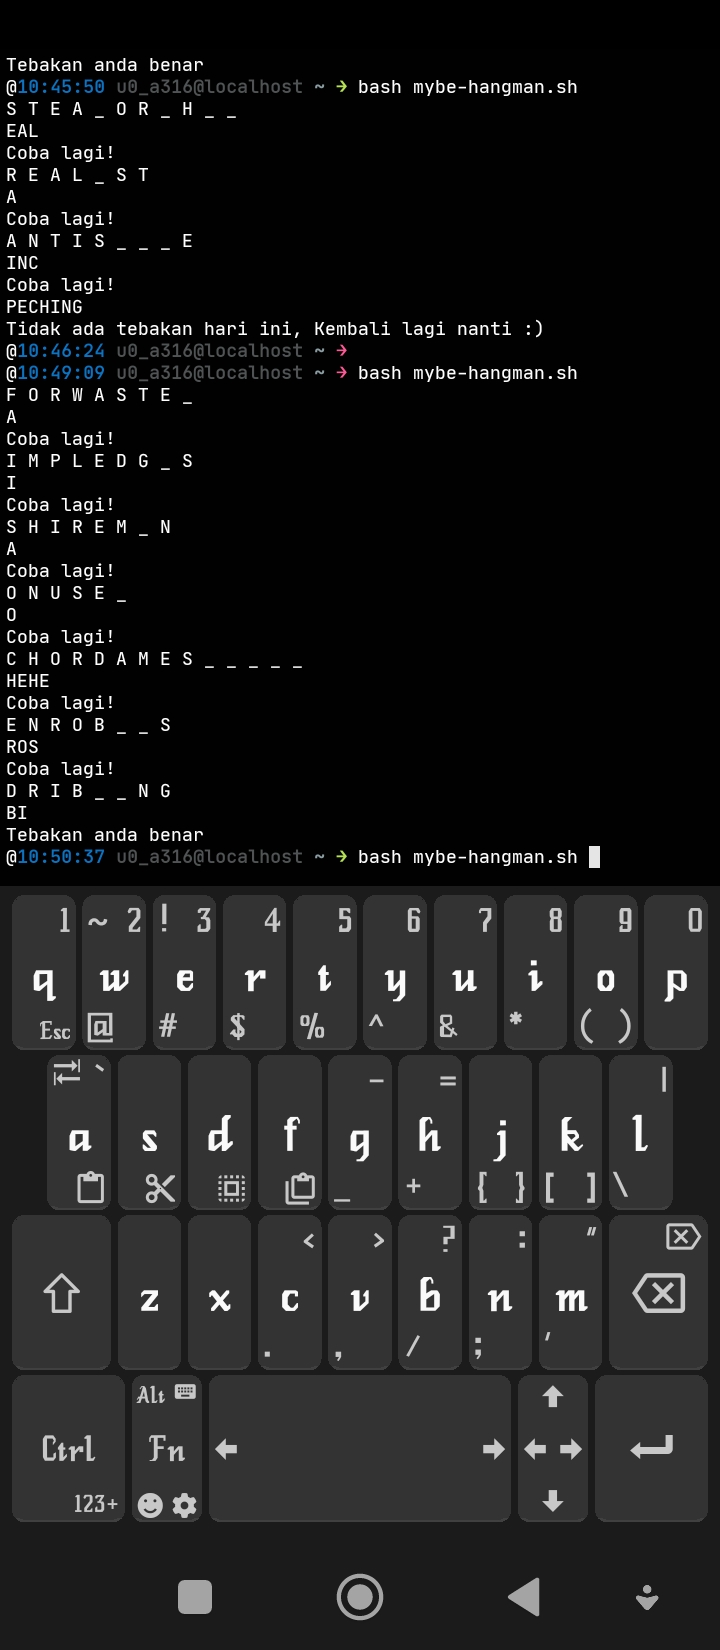 Tebakan anda benar
@10:45:50 u0_a316@localhost ~ → bash mybe-hangman.sh
S T E A _ O R _ H _ _
EAL
Coba lagi!
R E A L _ S T
A
Coba lagi!
A N T I S _ _ _ E
INC
Coba lagi!
PECHING
Tidak ada tebakan hari ini, Kembali lagi nanti :)
@10:46:24 u0_a316@localhost ~ →
@10:49:09 u0_a316@localhost ~ → bash mybe-hangman.sh
F O R W A S T E _
A
Coba lagi!
I M P L E D G _ S
I
Coba lagi!
S H I R E M _ N
A
Coba lagi!
O N U S E _
O
Coba lagi!
C H O R D A M E S _ _ _ _ _
HEHE
Coba lagi!
E N R O B _ _ S
ROS
Coba lagi!
D R I B _ _ N G
BI
Tebakan anda benar
@10:50:37 u0_a316@localhost ~ → bash mybe-hangman.sh
1 ~ 2 ! 3 4 5 6 7 8 9 0
q w e r t y u i o p
Esc @ # $ % ^ & * ( )
` – = |
a s d f g h j k l
_ + { } [ ] \
< > ? : "
z x c v b n m
. , / ; '
Alt
Ctrl Fn
123+